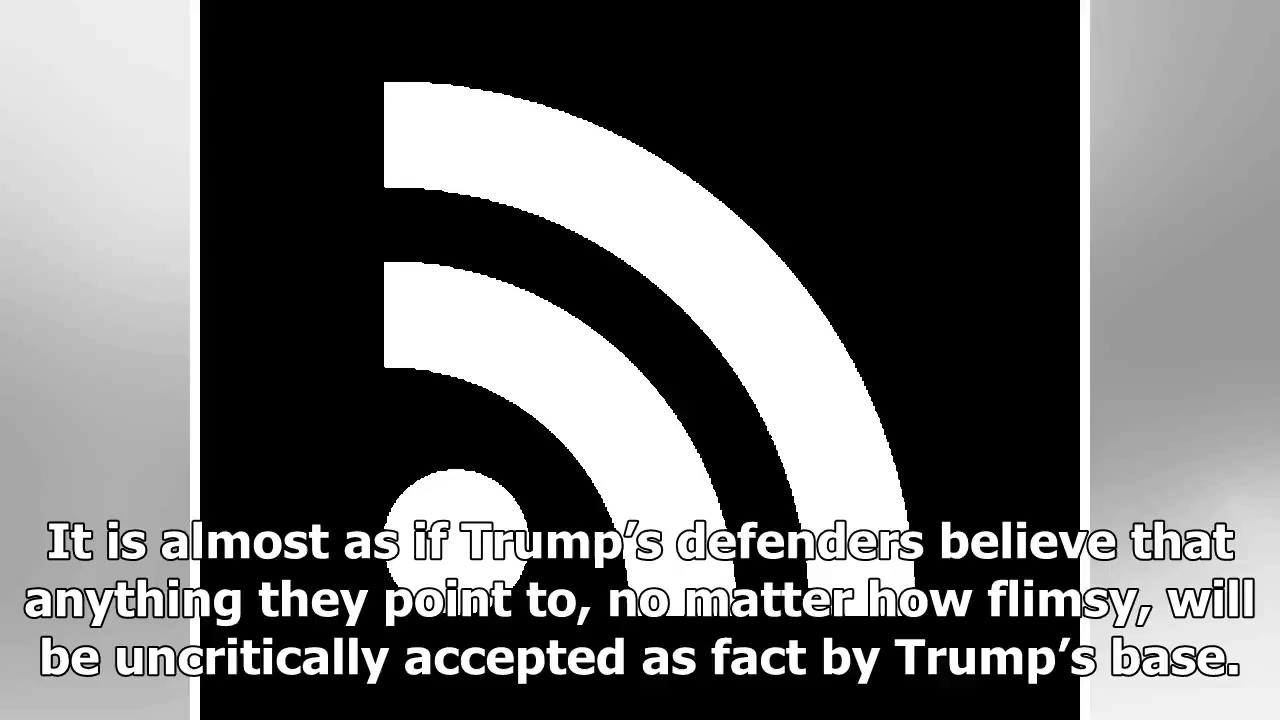 It is almost as if Trump’s defenders believe that
anything they point to, no matter how flimsy, will
be uncritically accepted as fact by Trump’s base.